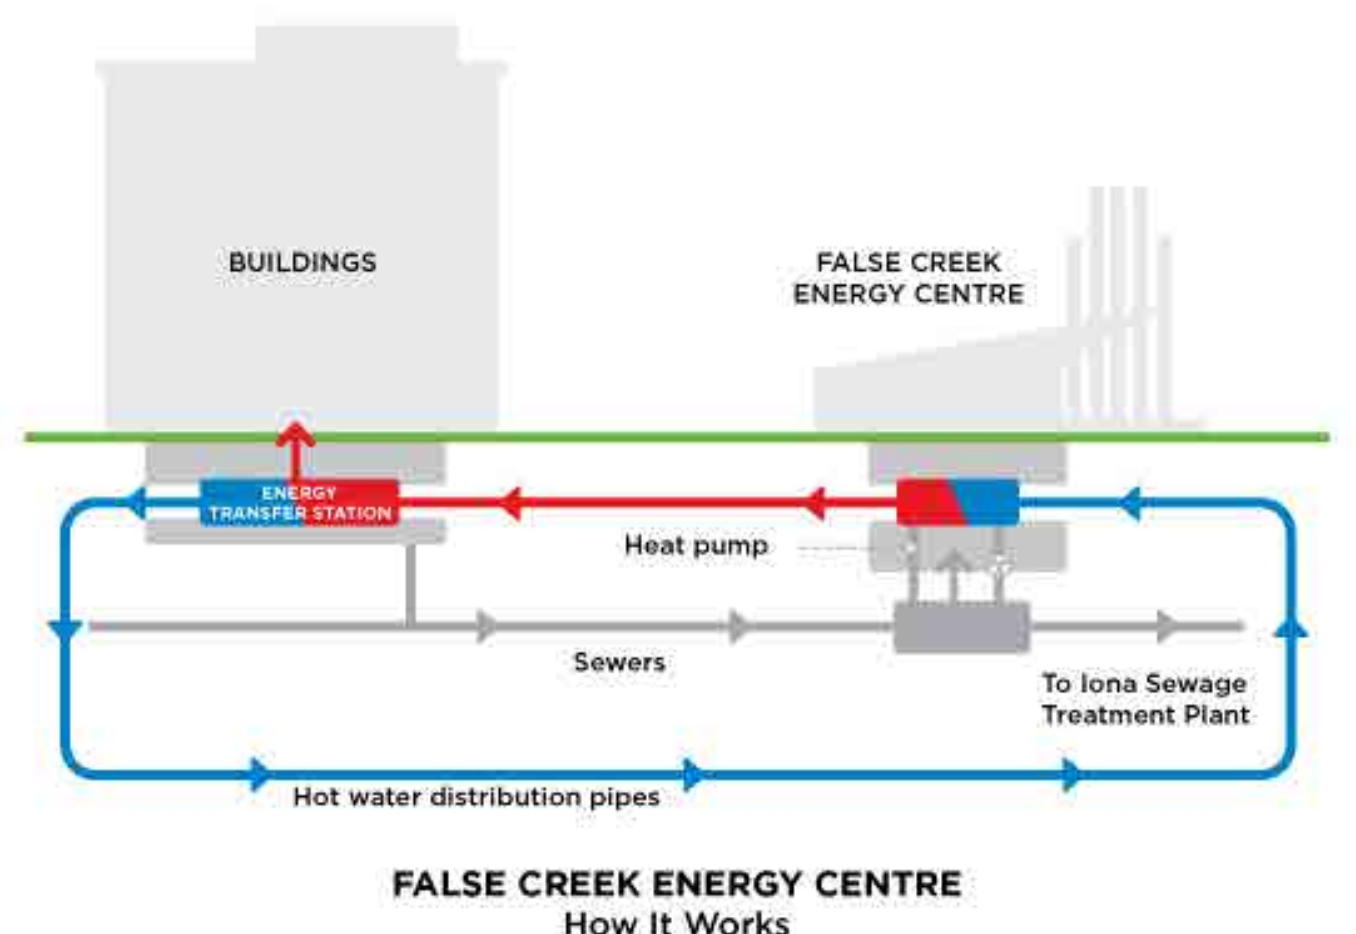 BUILDINGS
FALSE CREEK
ENERGY CENTRE
ENERGY
TRANSFER STATION
Heat pump
Sewers
To Iona Sewage
Treatment Plant
Hot water distribution pipes
FALSE CREEK ENERGY CENTRE
How It Works